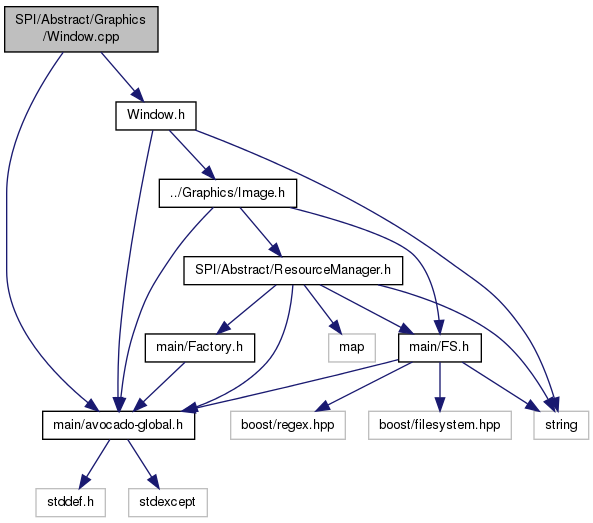 SPI/Abstract/Graphics
/Window.cpp
Window.h
../Graphics/Image.h
SPI/Abstract/ResourceManager.h
main/Factory.h
map
main/FS.h
main/avocado-global.h
boost/regex.hpp
boost/filesystem.hpp
string
stddef.h
stdexcept